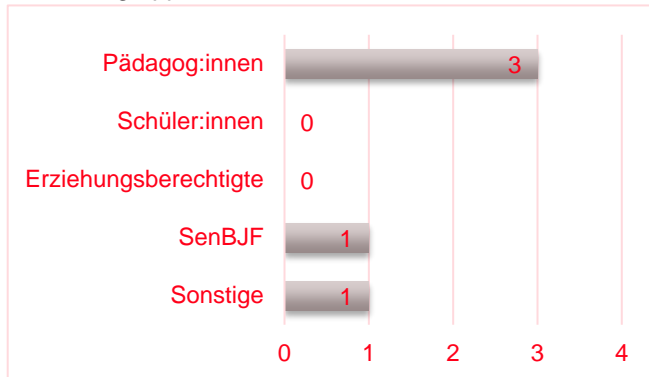 Pädagog:innen 3
Schüler:innen 0
Erziehungsberechtigte 0
SenBJF 1
Sonstige 1
0 1 2 3 4